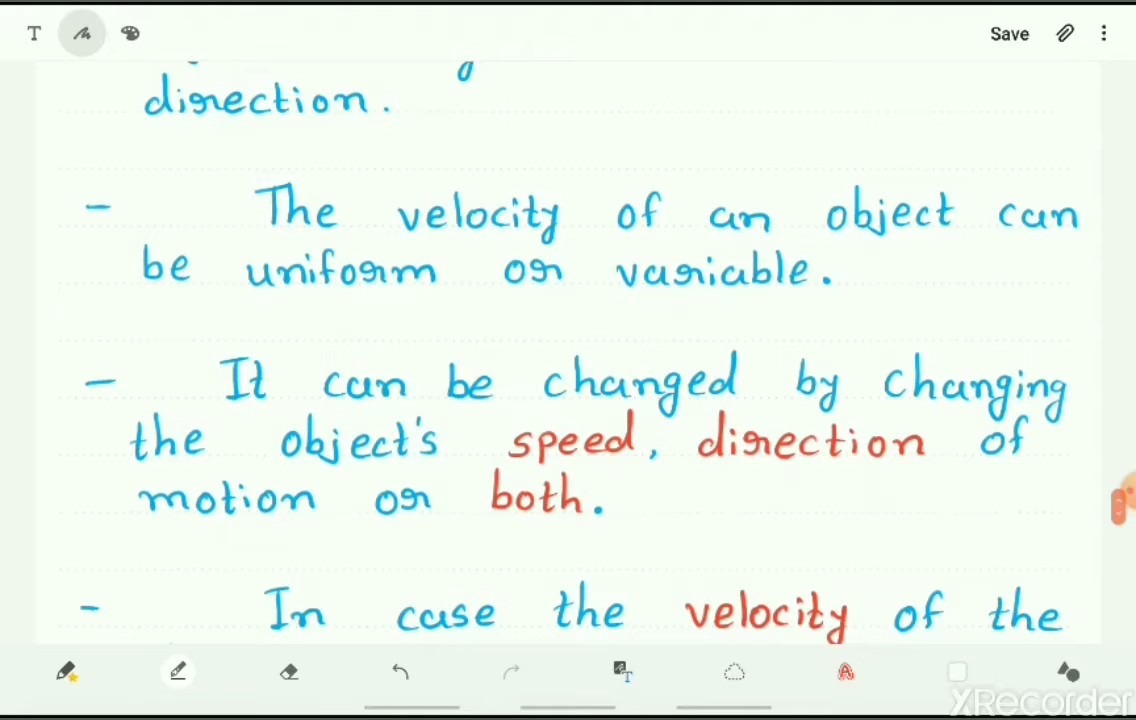 T
Save
direction.
- The velocity of an object can
be uniform or variable.
- It can be changed by changing
the object's speed, direction of
motion or both.
- In case the velocity of the
XRecorder